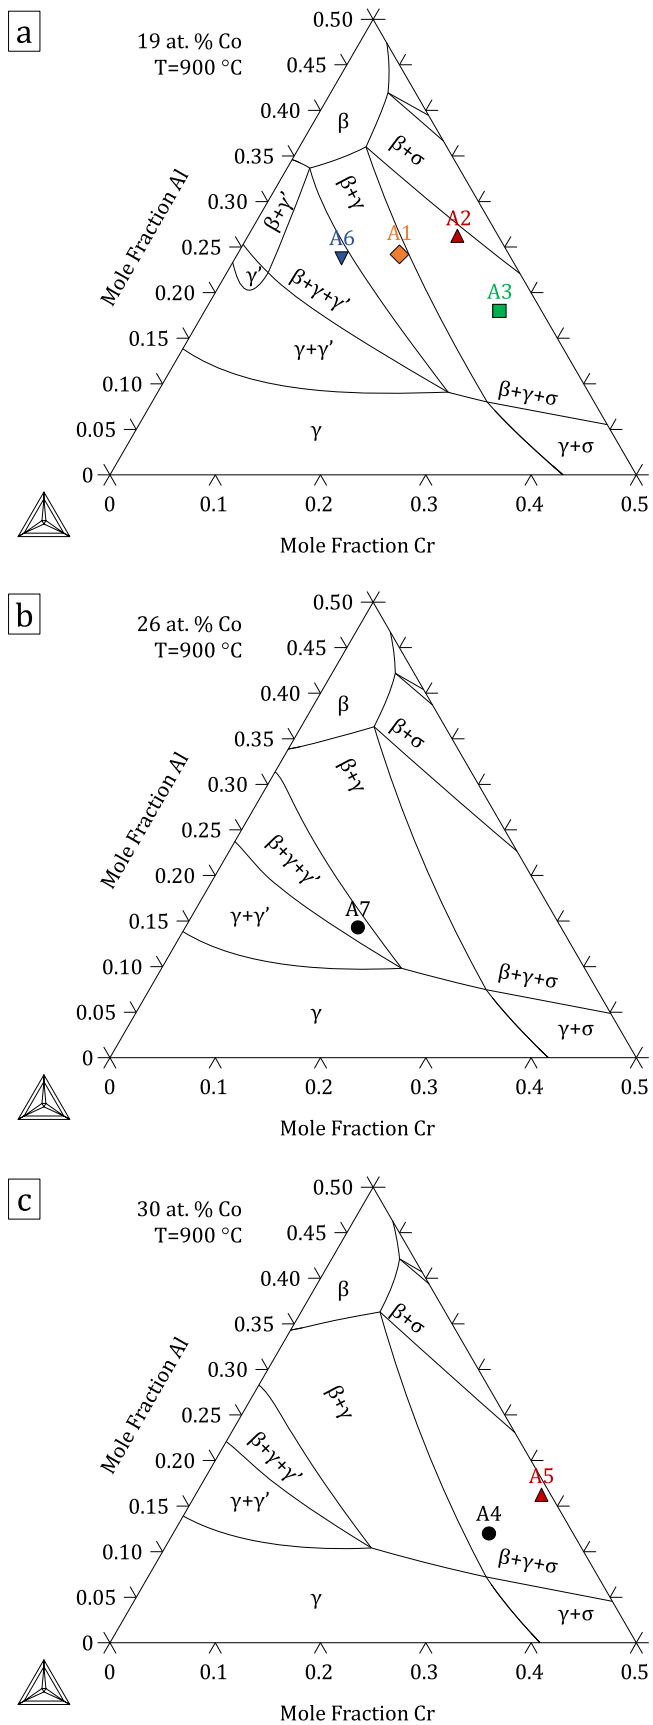 a
19 at. % Co
T=900 °C
0.50
0.45
0.40
β
0.35
β+σ
0.30
β+γ
β+γ'
A6
A1
A2
0.25
γ'
β+γ+γ'
Mole Fraction Al
0.20
A3
γ+γ'
0.15
0.10
β+γ+σ
0.05
γ
γ+σ
0
0 0.1 0.2 0.3 0.4 0.5
Mole Fraction Cr
b
26 at. % Co
T=900 °C
0.50
0.45
0.40
β
β+σ
0.35
β+γ
0.30
Mole Fraction Al
0.25
β+γ+γ'
0.20
A7
γ+γ'
0.15
0.10
β+γ+σ
0.05
γ
γ+σ
0
0 0.1 0.2 0.3 0.4 0.5
Mole Fraction Cr
c
30 at. % Co
T=900 °C
0.50
0.45
0.40
β
β+σ
0.35
0.30
β+γ
Mole Fraction Al
0.25
β+γ+γ'
0.20
A5
γ+γ'
0.15
A4
0.10
β+γ+σ
0.05
γ
γ+σ
0
0 0.1 0.2 0.3 0.4 0.5
Mole Fraction Cr